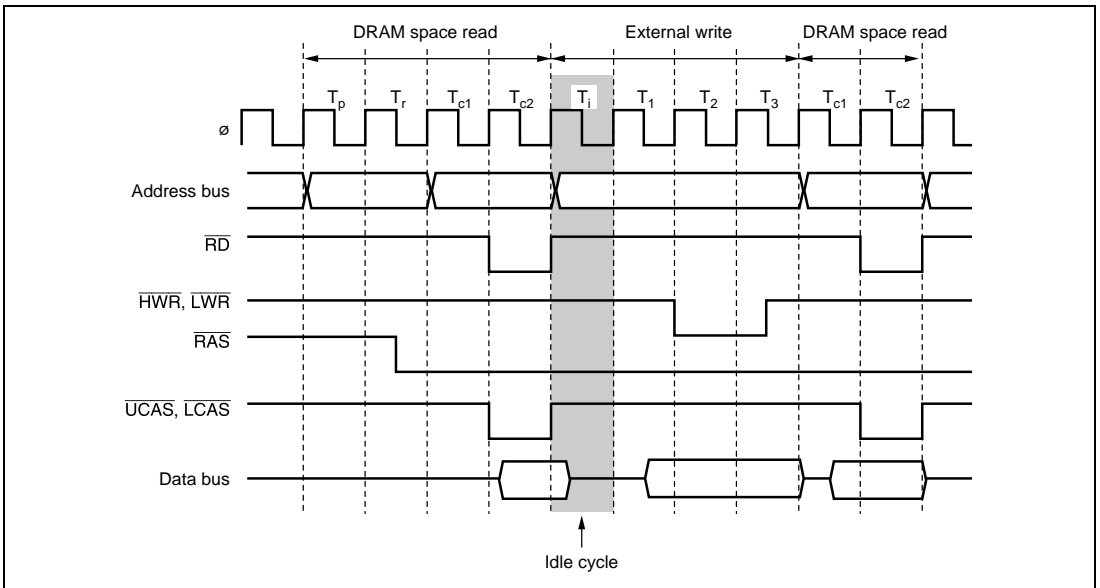 DRAM space read External write DRAM space read
Tp Tr Tc1 Tc2 Ti T1 T2 T3 Tc1 Tc2
ø
Address bus
RD
HWR, LWR
RAS
UCAS, LCAS
Data bus
Idle cycle